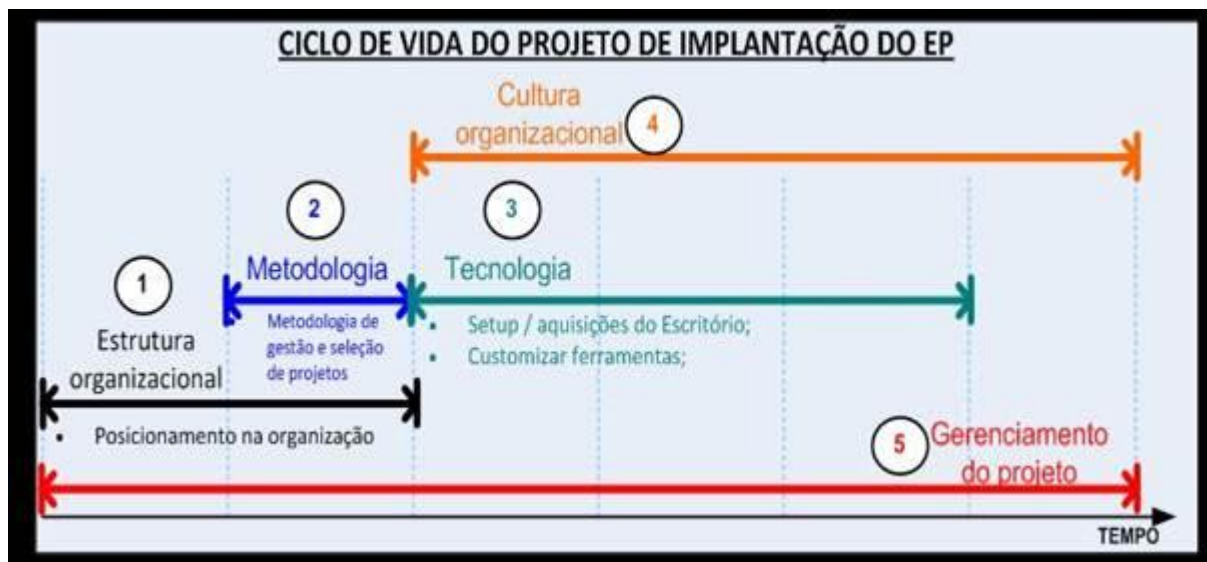 CICLO DE VIDA DO PROJETO DE IMPLANTAÇÃO DO EP
Cultura
organizacional
4
2
3
Metodologia
Tecnologia
1
• Metodologia de
gestão e seleção
de projetos
• Setup / aquisições do Escritório;
• Customizar ferramentas;
Estrutura
organizacional
• Posicionamento na organização
5
Gerenciamento
do projeto
TEMPO